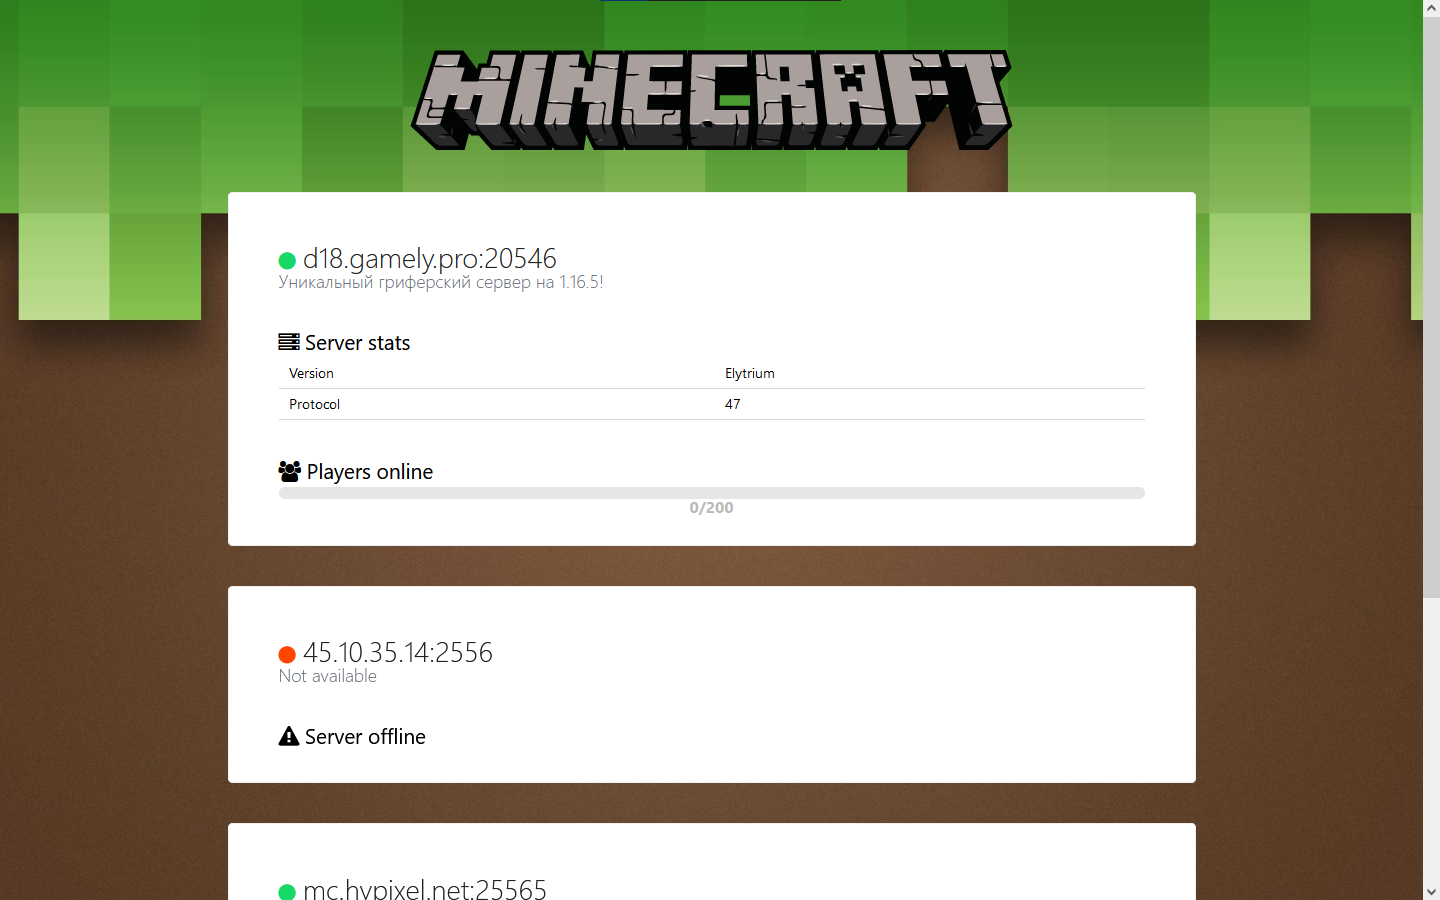 MINECRAFT
d18.gamely.pro:20546
Уникальный гриферский сервер на 1.16.5!
Server stats
Version Elytrium
Protocol 47
Players online
0/200
45.10.35.14:2556
Not available
Server offline
mc.hypixel.net:25565